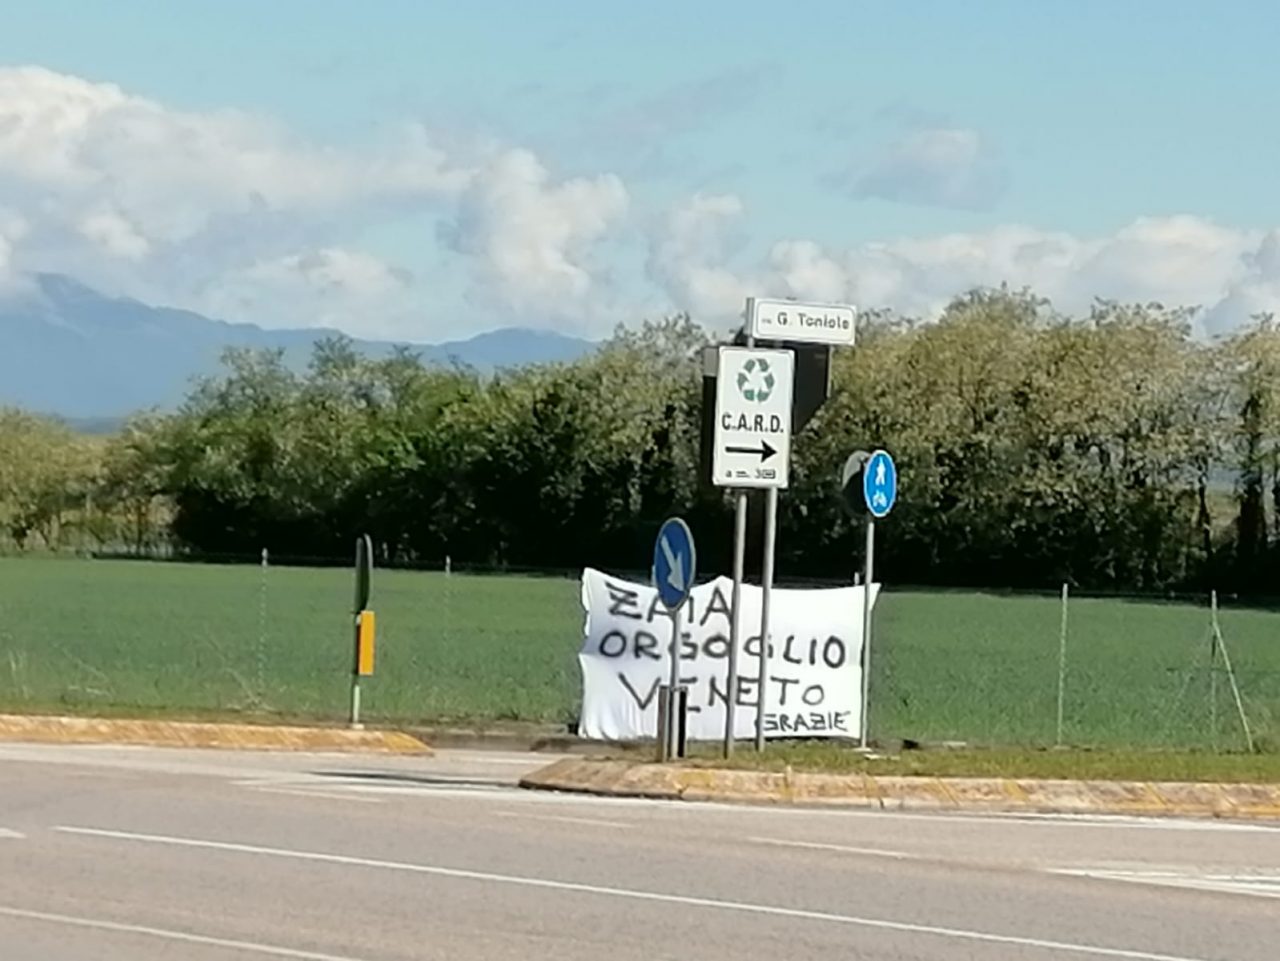 G. Toniolo
C.A.R.D.
ZAIA
ORGOGLIO
VENETO
GRAZIE